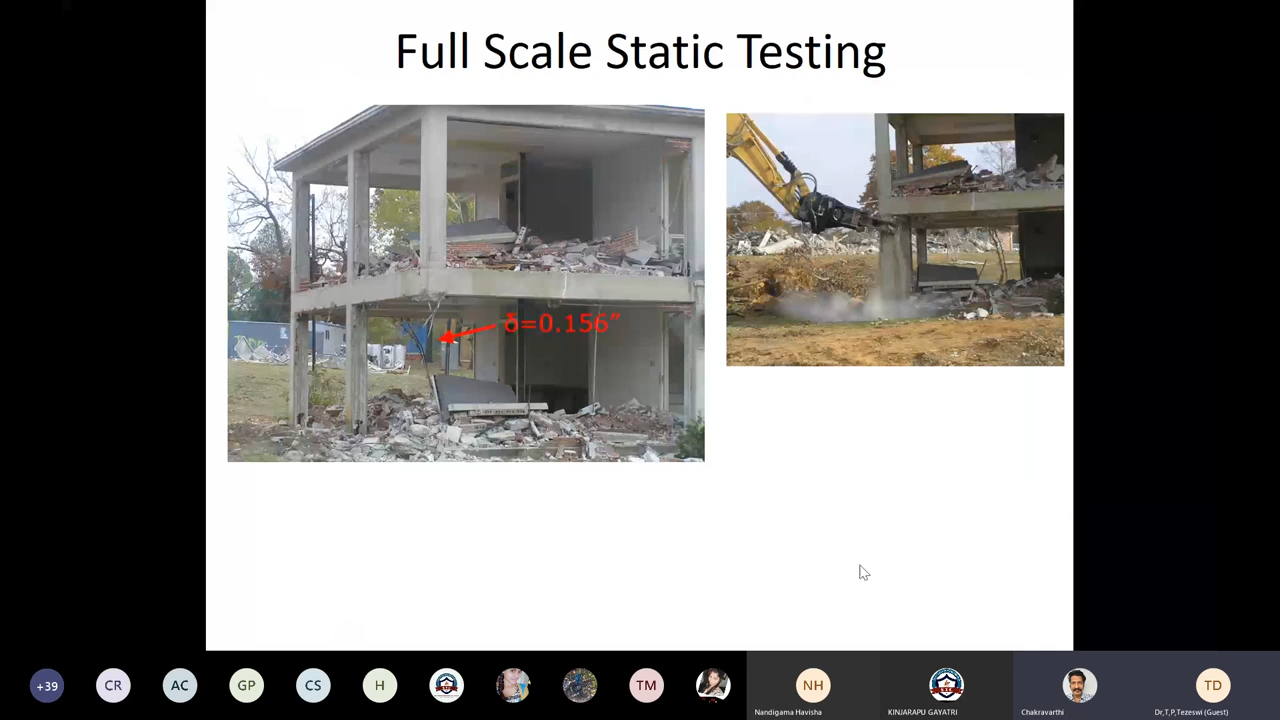 Full Scale Static Testing
δ=0.156”
+39
CR
AC
GP
CS
H
TM
NH
TD
Nandigama Havisha
KINJARAPU GAYATRI
Chakravarthi
Dr,T,P,Tezeswi (Guest)